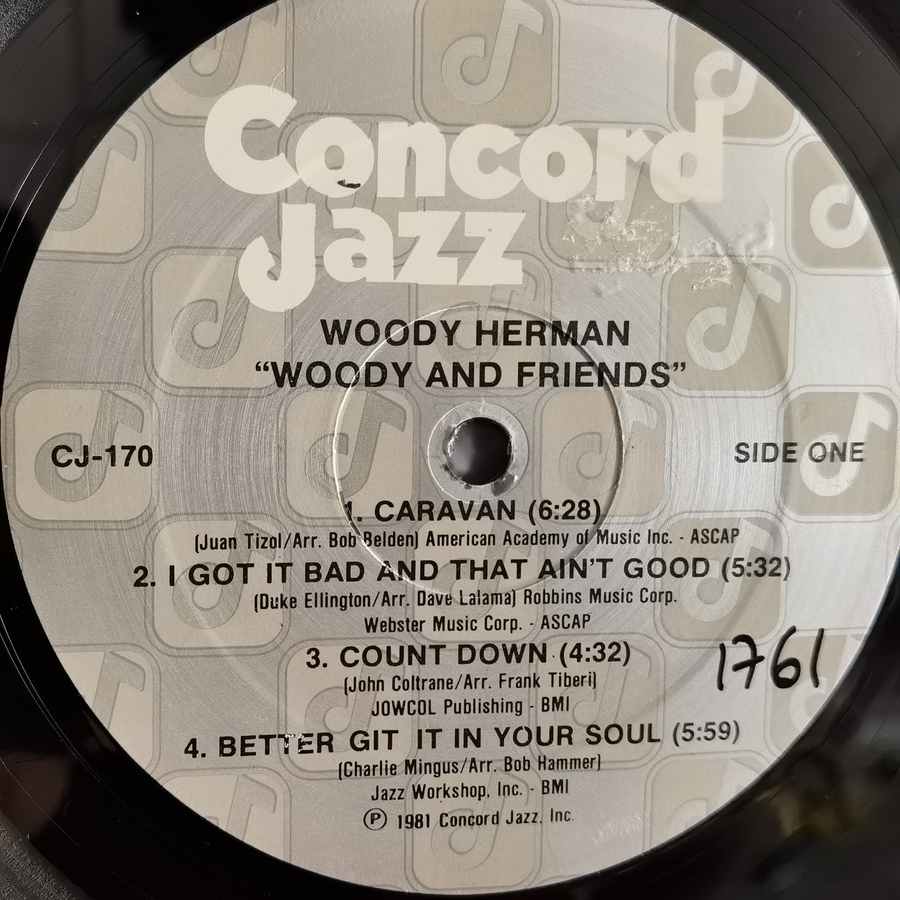 Concord
Jazz
WOODY HERMAN
“WOODY AND FRIENDS”
CJ-170
SIDE ONE
1. CARAVAN (6:28)
(Juan Tizol/Arr. Bob Belden) American Academy of Music Inc. - ASCAP
2. I GOT IT BAD AND THAT AIN'T GOOD (5:32)
(Duke Ellington/Arr. Dave Lalama) Robbins Music Corp.
Webster Music Corp. - ASCAP
3. COUNT DOWN (4:32)
(John Coltrane/Arr. Frank Tiberi)
JOWCOL Publishing - BMI
1761
4. BETTER GIT IT IN YOUR SOUL (5:59)
(Charlie Mingus/Arr. Bob Hammer)
Jazz Workshop, Inc. - BMI
Ⓟ 1981 Concord Jazz, Inc.